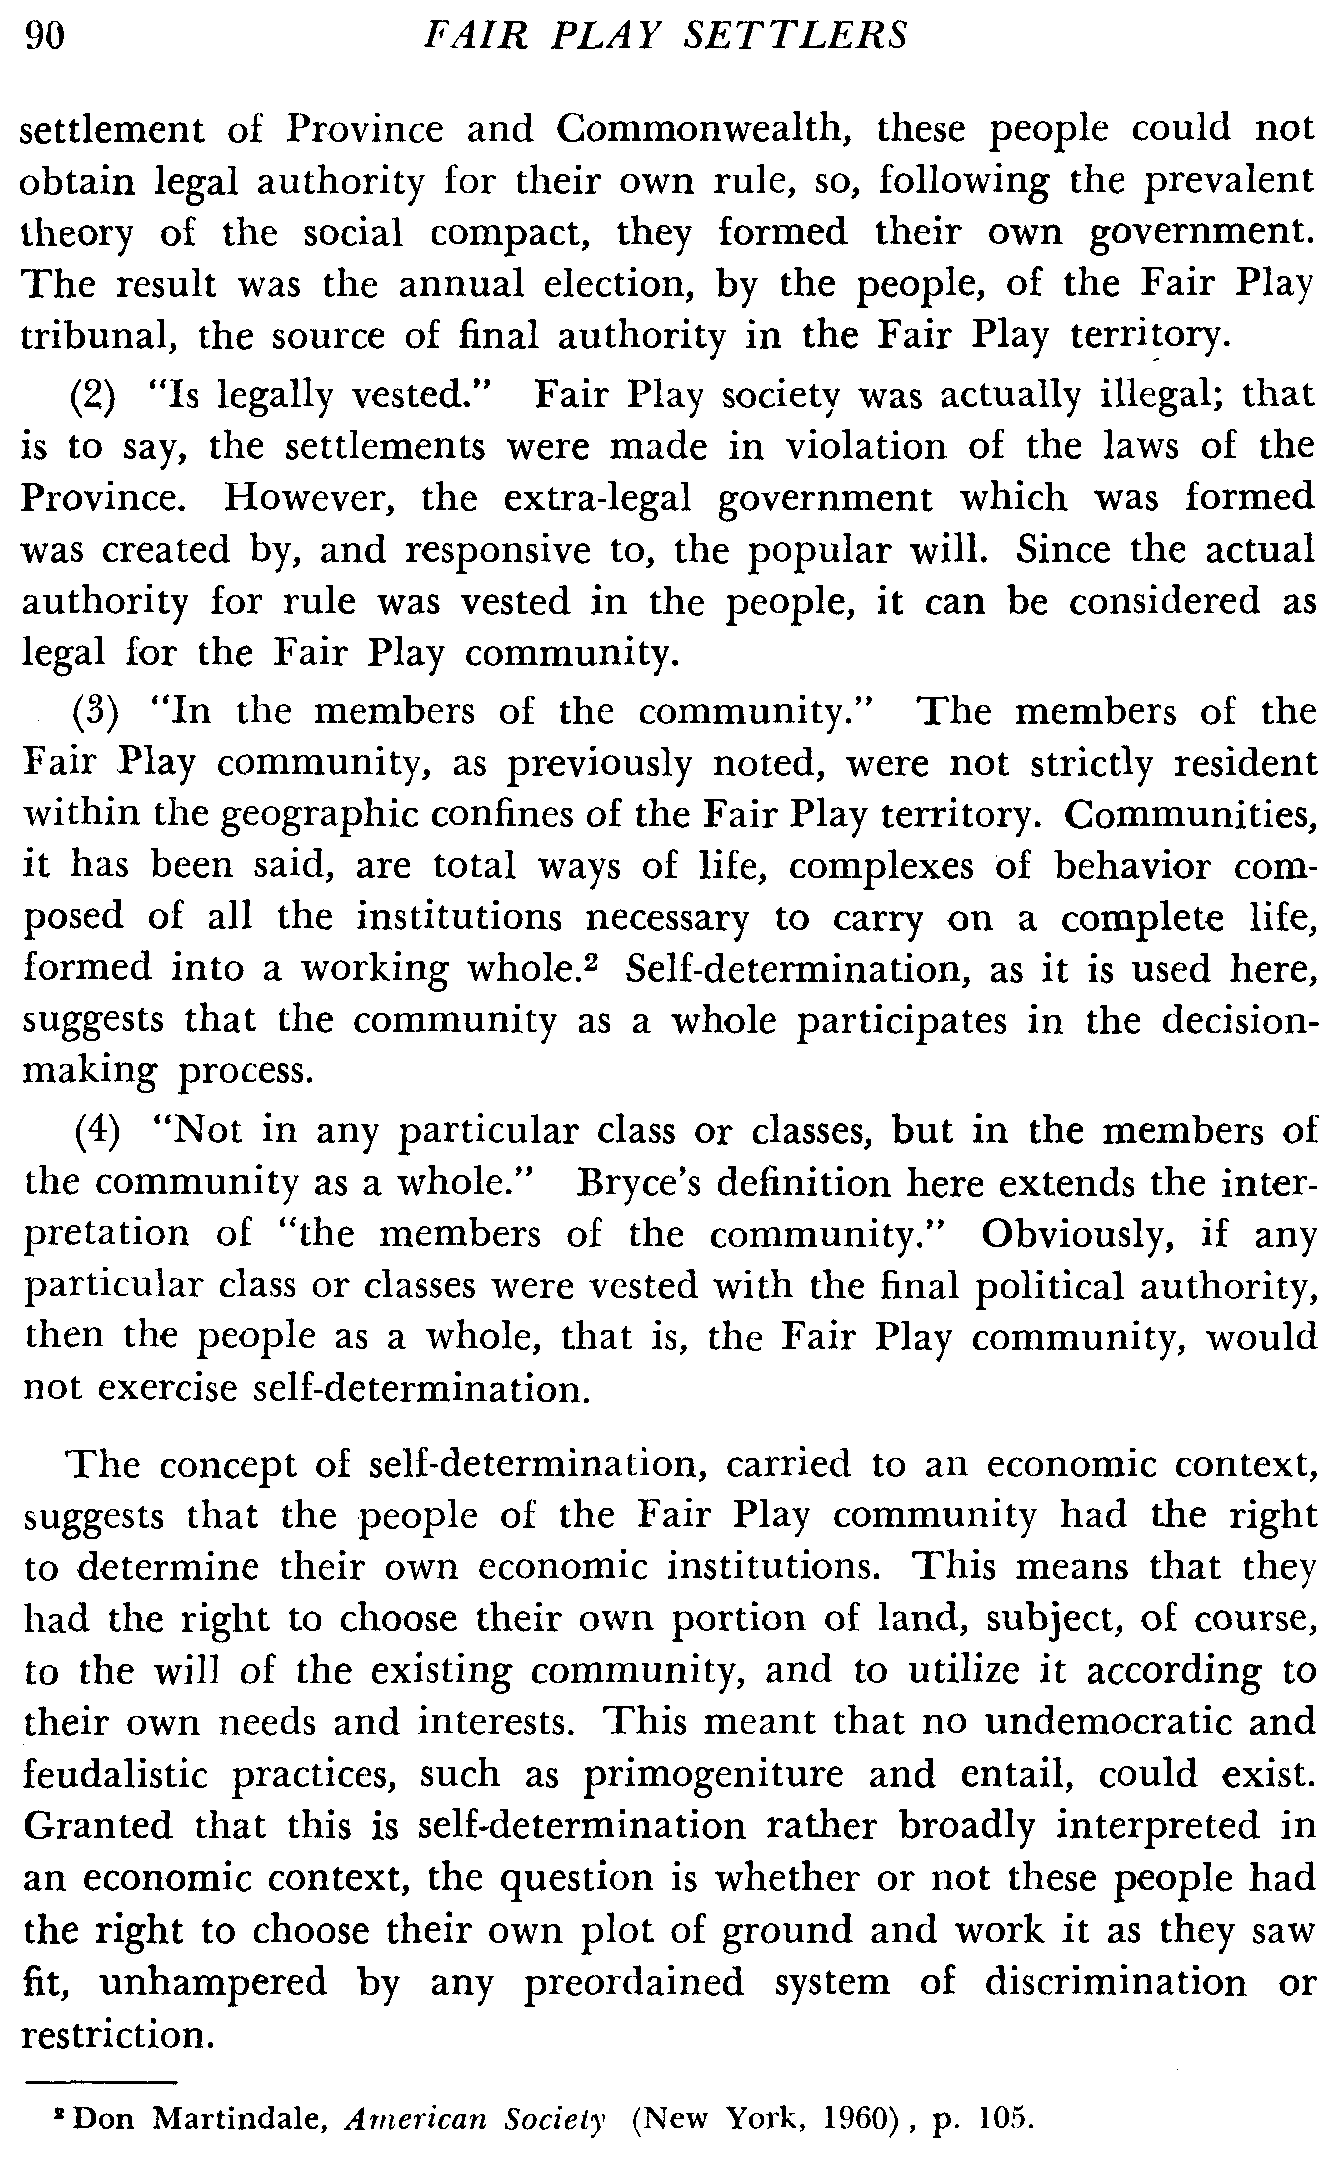 90 FAIR PLAY SETTLERS
settlement of Province and Commonwealth, these people could not
obtain legal authority for their own rule, so, following the prevalent
theory of the social compact, they formed their own government.
The result was the annual election, by the people, of the Fair Play
tribunal, the source of final authority in the Fair Play territory.
(2) "Is legally vested." Fair Play society was actually illegal; that
is to say, the settlements were made in violation of the laws of the
Province. However, the extra-legal government which was formed
was created by, and responsive to, the popular will. Since the actual
authority for rule was vested in the people, it can be considered as
legal for the Fair Play community.
(3) "In the members of the community." The members of the
Fair Play community, as previously noted, were not strictly resident
within the geographic confines of the Fair Play territory. Communities,
it has been said, are total ways of life, complexes of behavior com-
posed of all the institutions necessary to carry on a complete life,
formed into a working whole.² Self-determination, as it is used here,
suggests that the community as a whole participates in the decision-
making process.
(4) "Not in any particular class or classes, but in the members of
the community as a whole." Bryce's definition here extends the inter-
pretation of "the members of the community." Obviously, if any
particular class or classes were vested with the final political authority,
then the people as a whole, that is, the Fair Play community, would
not exercise self-determination.
The concept of self-determination, carried to an economic context,
suggests that the people of the Fair Play community had the right
to determine their own economic institutions. This means that they
had the right to choose their own portion of land, subject, of course,
to the will of the existing community, and to utilize it according to
their own needs and interests. This meant that no undemocratic and
feudalistic practices, such as primogeniture and entail, could exist.
Granted that this is self-determination rather broadly interpreted in
an economic context, the question is whether or not these people had
the right to choose their own plot of ground and work it as they saw
fit, unhampered by any preordained system of discrimination or
restriction.
² Don Martindale, American Society (New York, 1960), p. 105.